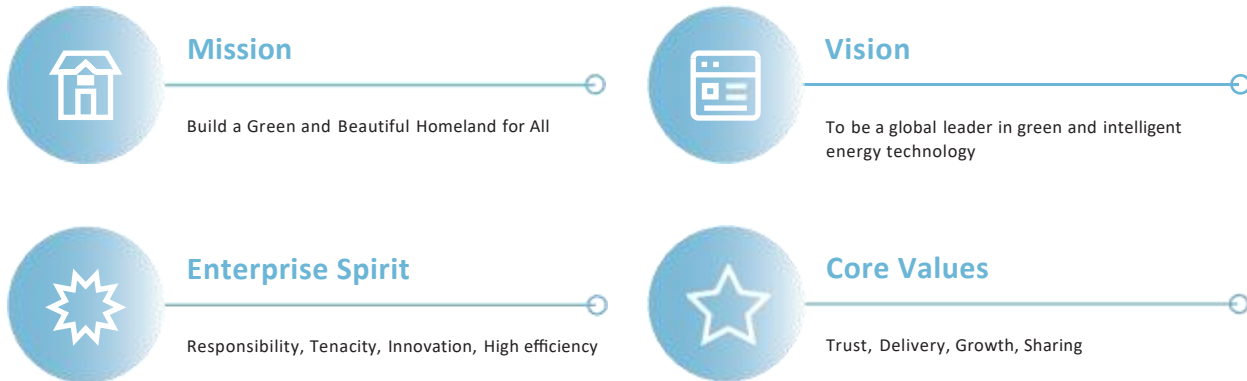 Mission
Build a Green and Beautiful Homeland for All
Vision
To be a global leader in green and intelligent
energy technology
Enterprise Spirit
Responsibility, Tenacity, Innovation, High efficiency
Core Values
Trust, Delivery, Growth, Sharing